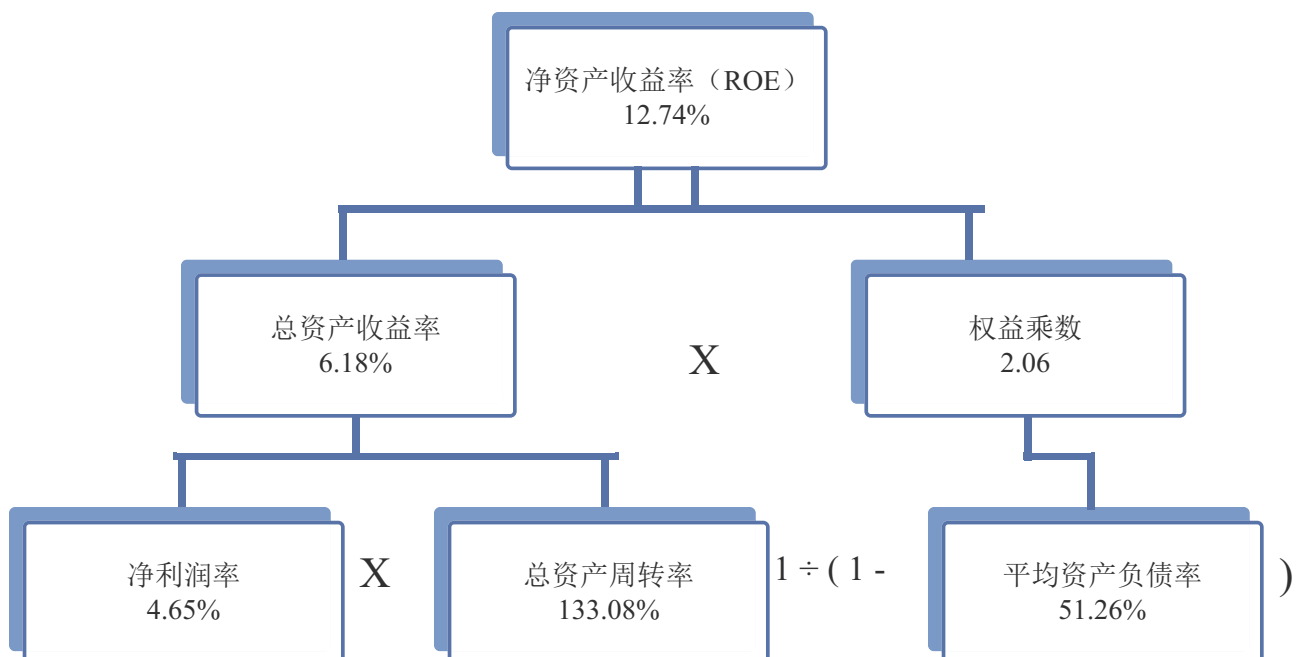 净资产收益率（ROE）
12.74%
总资产收益率
6.18%
X
权益乘数
2.06
净利润率
4.65%
X
总资产周转率
133.08%
1 ÷ ( 1 -
平均资产负债率
51.26%
)